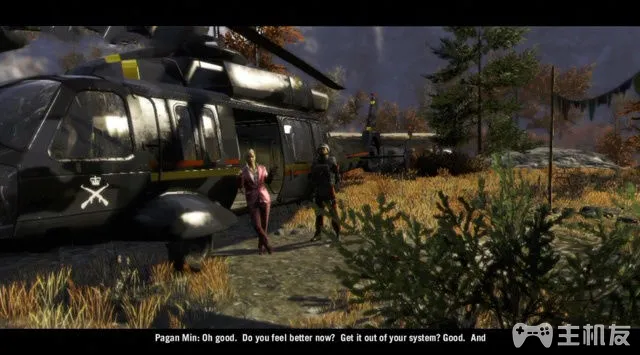 Pagan Min: Oh good. Do you feel better now? Get it out of your system? Good. And
主机友